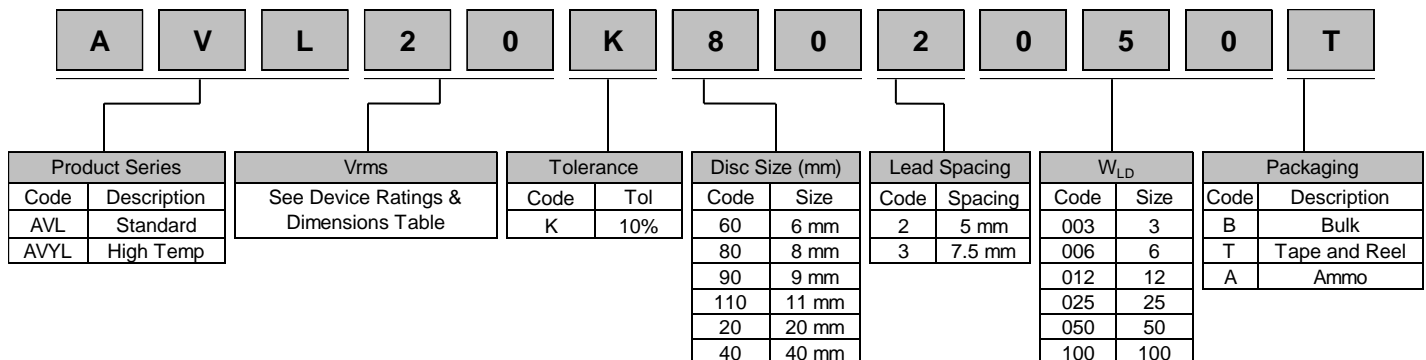 A V L 2 0 K 8 0 2 0 5 0 T
Product Series
Code Description
AVL Standard
AVYL High Temp
Vrms
See Device Ratings &
Dimensions Table
Tolerance
Code Tol
K 10%
Disc Size (mm)
Code Size
60 6 mm
80 8 mm
90 9 mm
110 11 mm
20 20 mm
40 40 mm
Lead Spacing
Code Spacing
2 5 mm
3 7.5 mm
WLD
Code Size
003 3
006 6
012 12
025 25
050 50
100 100
Packaging
Code Description
B Bulk
T Tape and Reel
A Ammo